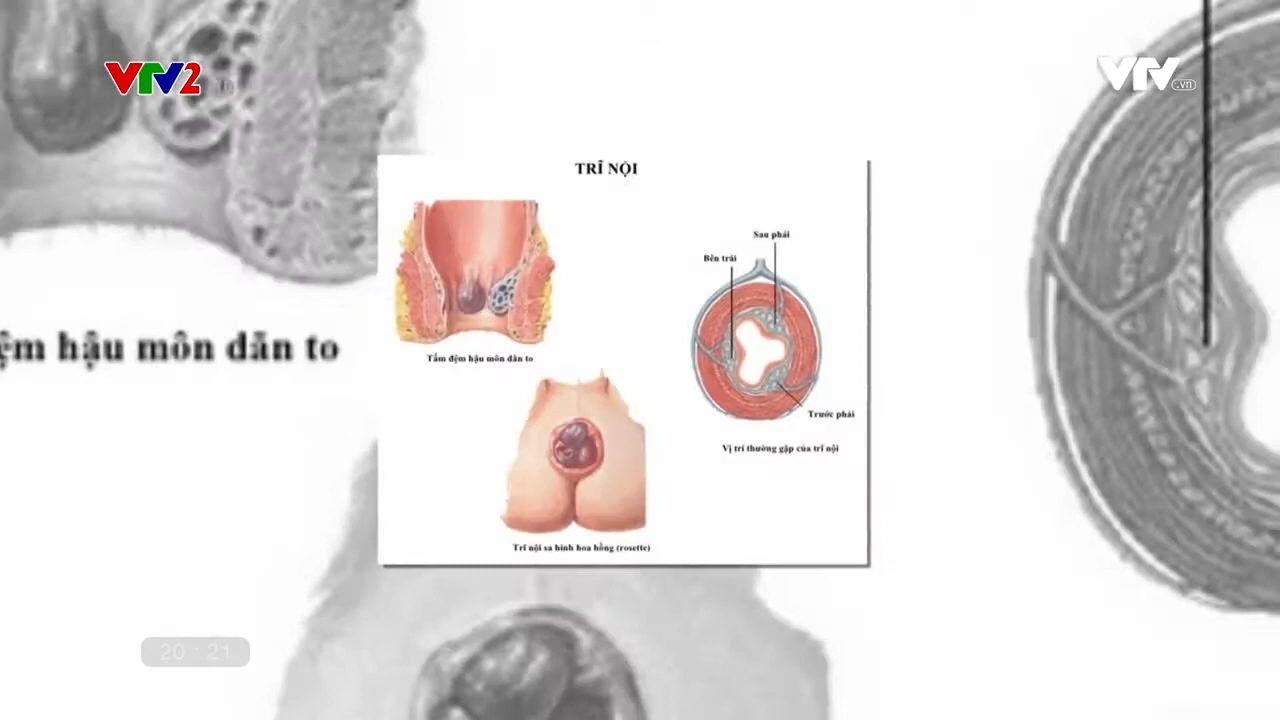 VTV2
VTV.vn
TRĨ NỘI
Sau phải
Bên trái
ệm hậu môn dãn to
Tấm đệm hậu môn dãn to
Trước phải
Vị trí thường gặp của trĩ nội
Trĩ nội sa hình hoa hồng (rosette)
20:21